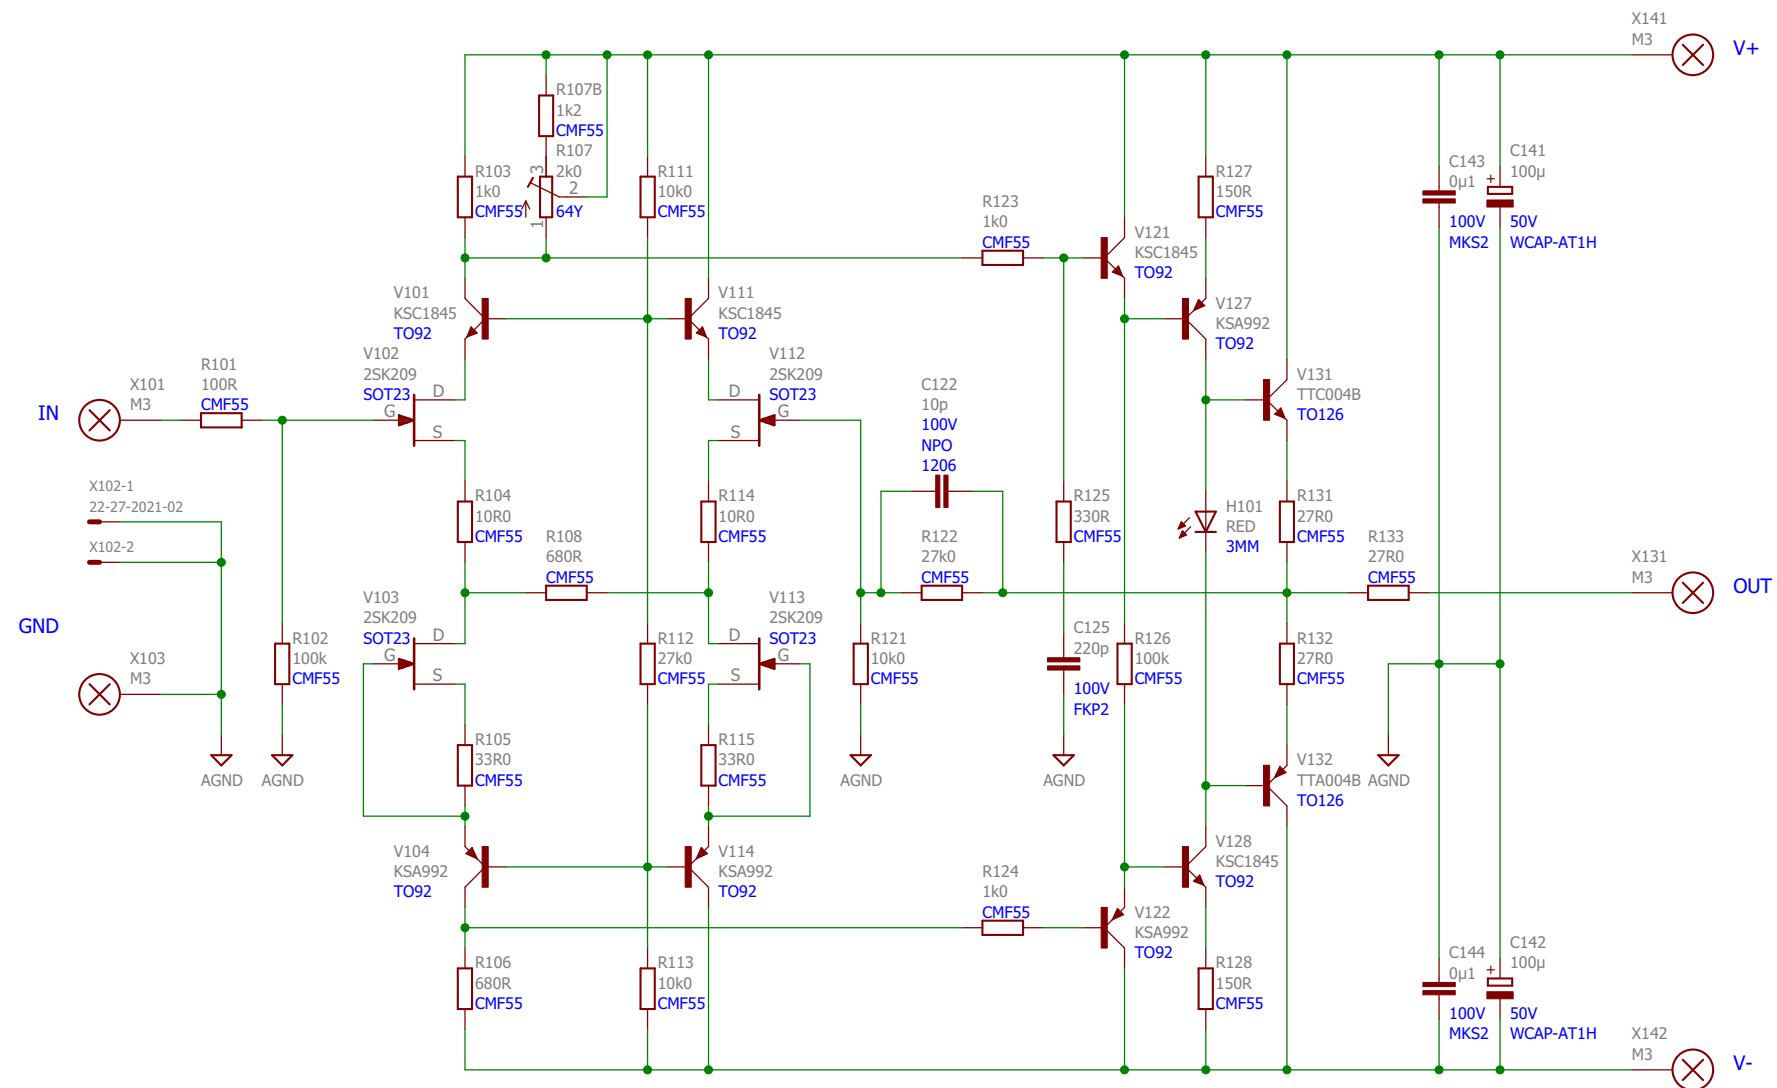 X141
M3
V+
R107B
1k2
CMF55
R107
2k0
64Y
3
2
1
R103
1k0
CMF55
R111
10k0
CMF55
R123
1k0
CMF55
V121
KSC1845
TO92
R127
150R
CMF55
C143
0µ1
100V
MKS2
C141
100µ
+
50V
WCAP-AT1H
V101
KSC1845
TO92
V111
KSC1845
TO92
V127
KSA992
TO92
V102
2SK209
SOT23
D
G
S
V112
2SK209
SOT23
D
G
S
IN
X101
M3
R101
100R
CMF55
C122
10p
100V
NPO
1206
V131
TTC004B
TO126
X102-1
22-27-2021-02
X102-2
R104
10R0
CMF55
R114
10R0
CMF55
R108
680R
CMF55
R122
27k0
CMF55
R125
330R
CMF55
H101
RED
3MM
R131
27R0
CMF55
R133
27R0
CMF55
X131
M3
OUT
GND
X103
M3
R102
100k
CMF55
V103
2SK209
SOT23
D
G
S
V113
2SK209
SOT23
D
G
S
R112
27k0
CMF55
R121
10k0
CMF55
C125
220p
100V
FKP2
R126
100k
CMF55
R132
27R0
CMF55
R105
33R0
CMF55
R115
33R0
CMF55
AGND
AGND
AGND
AGND
V132
TTA004B
TO126
AGND
V104
KSA992
TO92
V114
KSA992
TO92
R124
1k0
CMF55
V128
KSC1845
TO92
V122
KSA992
TO92
R106
680R
CMF55
R113
10k0
CMF55
R128
150R
CMF55
C144
0µ1
100V
MKS2
C142
100µ
+
50V
WCAP-AT1H
X142
M3
V-